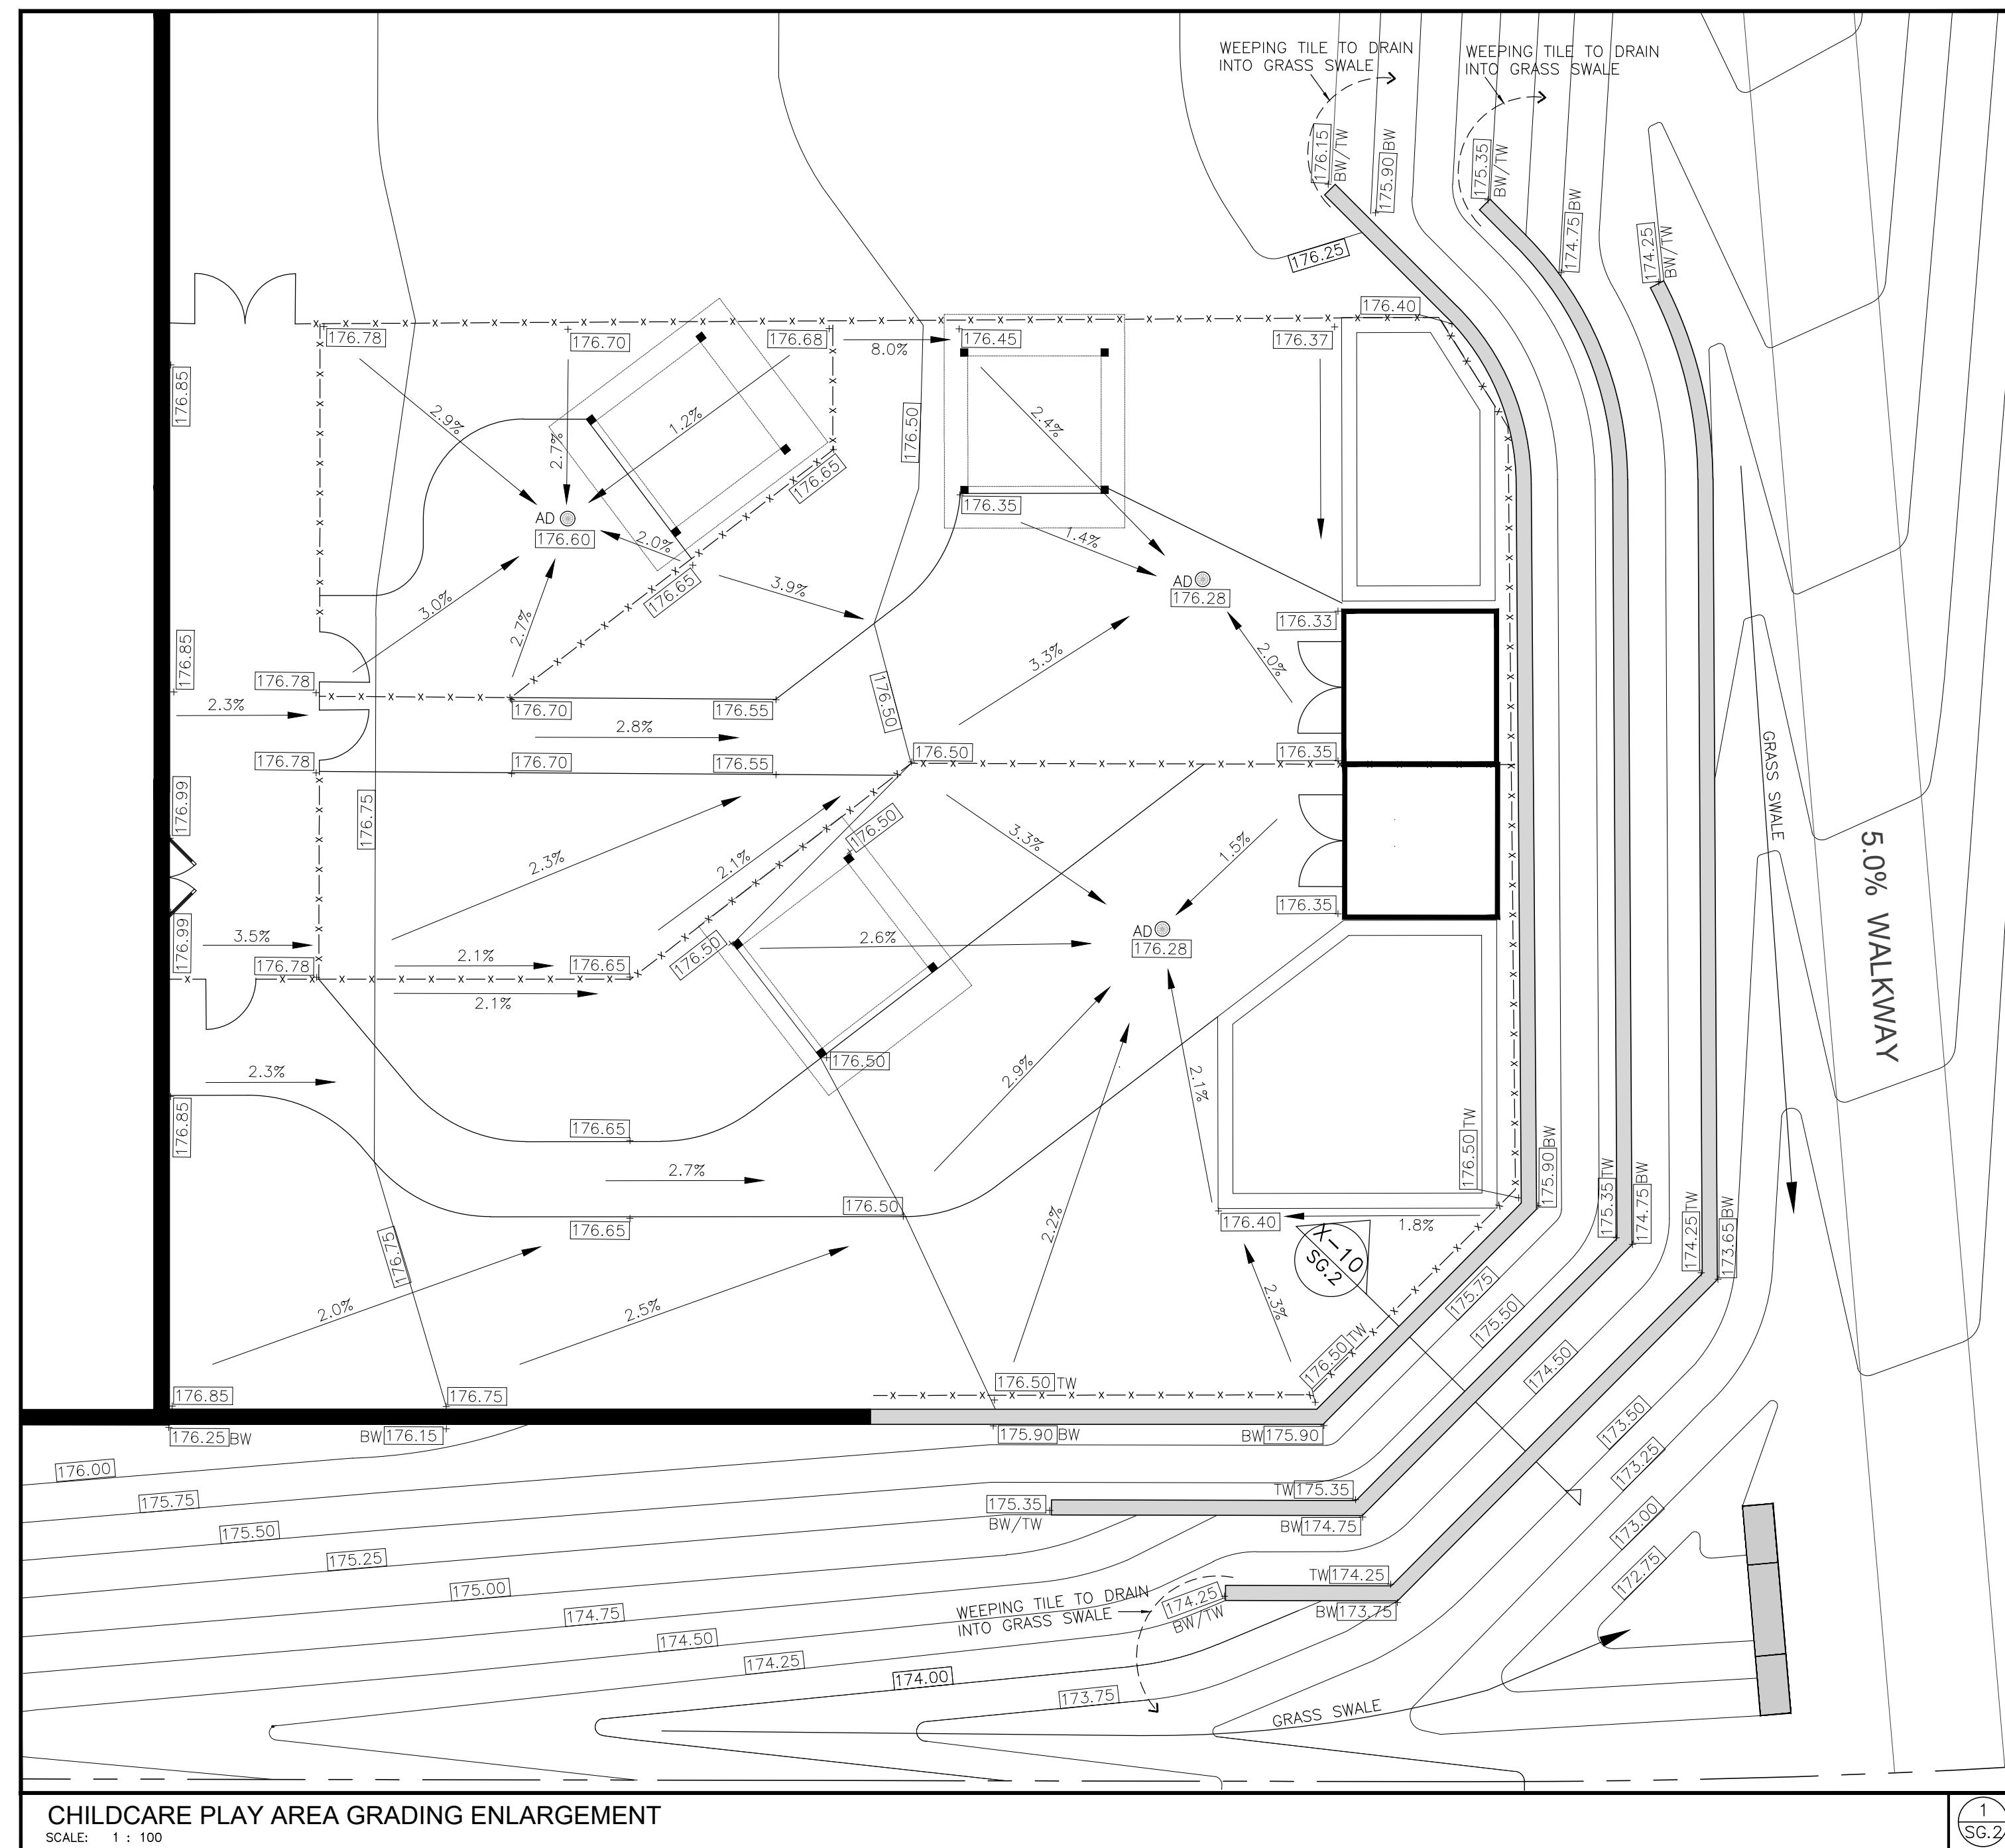 WEEPING TILE TO DRAIN
INTO GRASS SWALE
WEEPING TILE TO DRAIN
INTO GRASS SWALE
176.15
BW/TW
175.90 BW
175.35
BW/TW
174.75 BW
174.25
BW/TW
176.25
176.40
176.78
176.70
176.68
8.0%
176.45
176.37
176.85
2.9%
2.7%
1.2%
176.50
2.4%
176.65
176.35
AD
176.60
2.0%
1.4%
176.65
3.9%
AD
176.28
3.0%
2.7%
176.33
176.85
176.78
3.3%
2.0%
2.3%
176.70
176.55
176.50
2.8%
176.78
176.70
176.55
176.50
176.35
GRASS SWALE
176.99
176.75
2.3%
2.1%
176.50
3.3%
1.5%
5.0% WALKWAY
176.35
176.99
3.5%
176.78
2.1%
176.65
176.50
2.6%
AD
176.28
2.1%
2.3%
176.50
2.9%
2.1%
176.85
176.65
176.50 TW
175.90 BW
2.7%
176.50
176.65
176.40
1.8%
175.35 TW
174.75 BW
174.25 TW
173.65 BW
176.75
2.2%
X-10
SG.2
2.0%
2.5%
2.3%
175.75
175.50
174.50
176.85
176.75
176.50 TW
176.50 TW
173.50
176.25 BW
BW 176.15
175.90 BW
BW 175.90
173.25
176.00
175.75
175.50
175.25
175.00
174.75
174.50
174.25
174.00
173.75
175.35
BW/TW
TW 175.35
BW 174.75
173.00
172.75
TW 174.25
BW 173.75
WEEPING TILE TO DRAIN
INTO GRASS SWALE
174.25
BW/TW
GRASS SWALE
CHILDCARE PLAY AREA GRADING ENLARGEMENT
SCALE: 1 : 100
1
SG.2